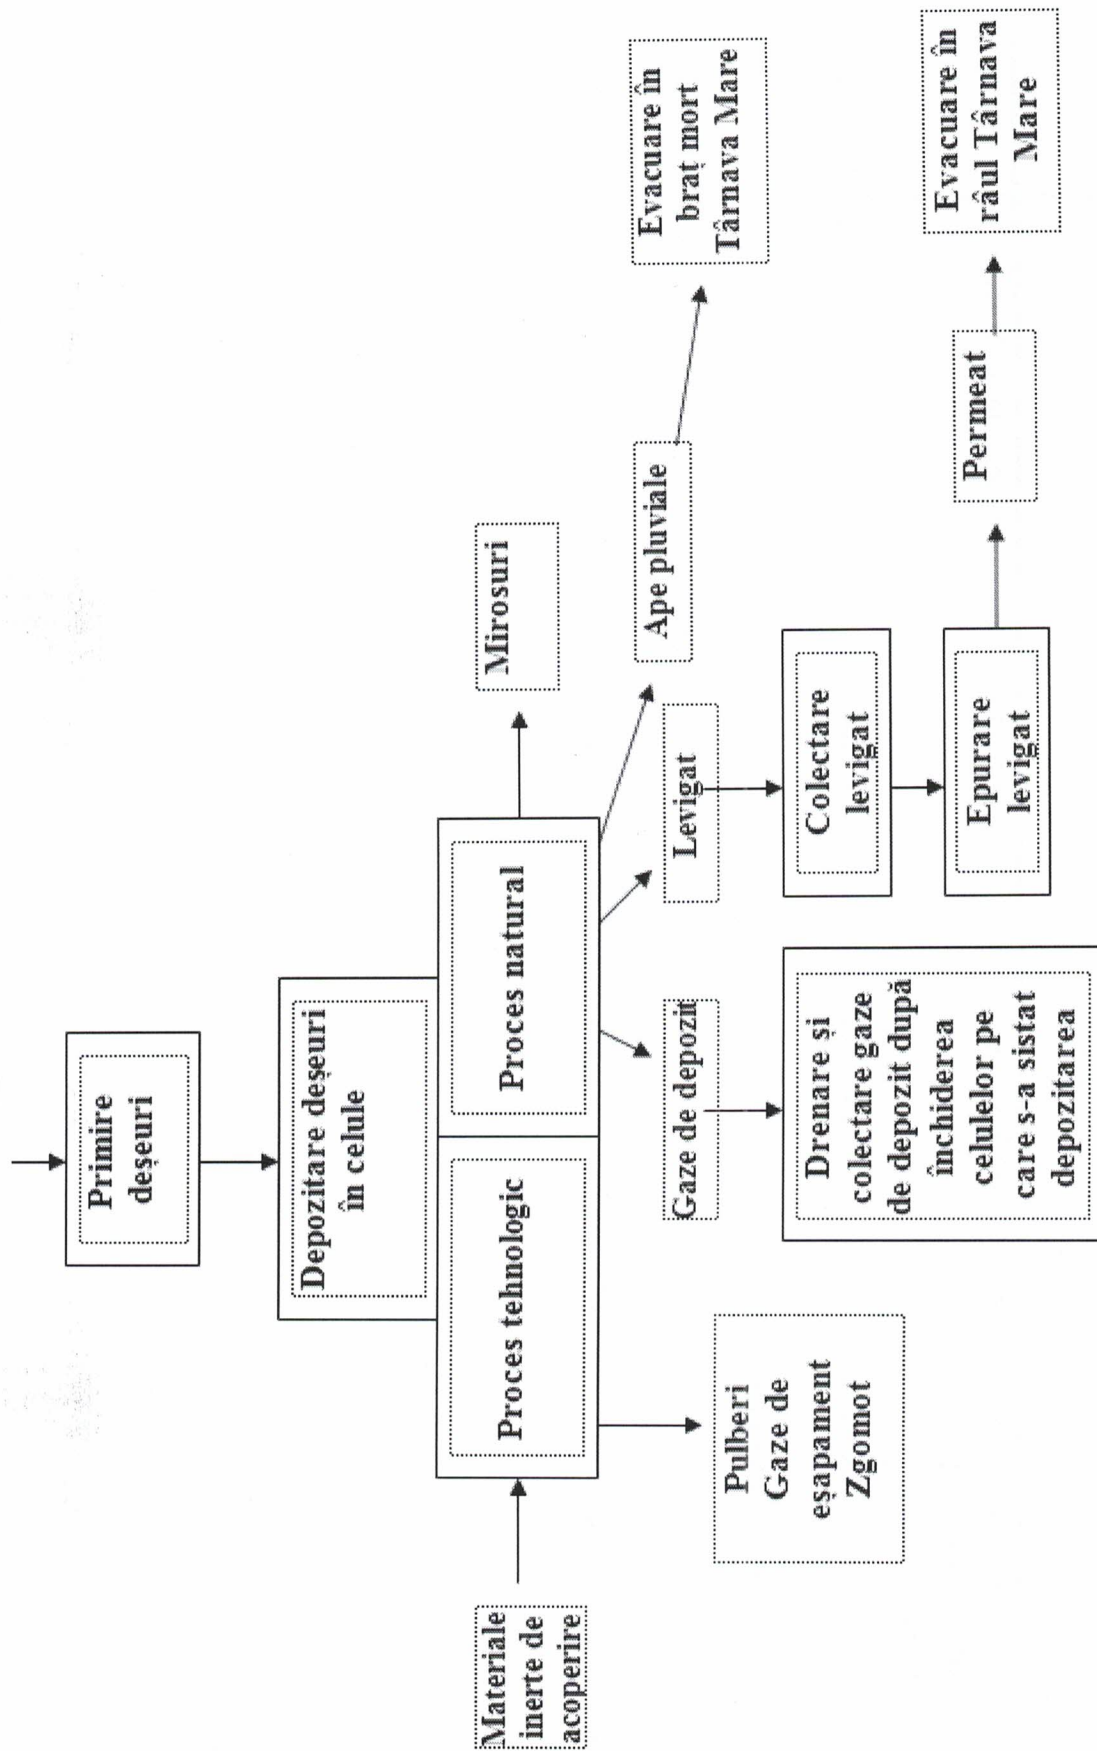 Primire
deșeuri
Depozitare deșeuri
în celule
Materiale
inerte de
acoperire
Proces tehnologic
Proces natural
Mirosuri
Pulberi
Gaze de
eșapament
Zgomot
Gaze de depozit
Levigat
Ape pluviale
Evacuare în
braț mort
Târnava Mare
Drenare și
colectare gaze
de depozit după
închiderea
celulelor pe
care s-a sistat
depozitarea
Colectare
levigat
Epurare
levigat
Permeat
Evacuare în
râul Târnava
Mare